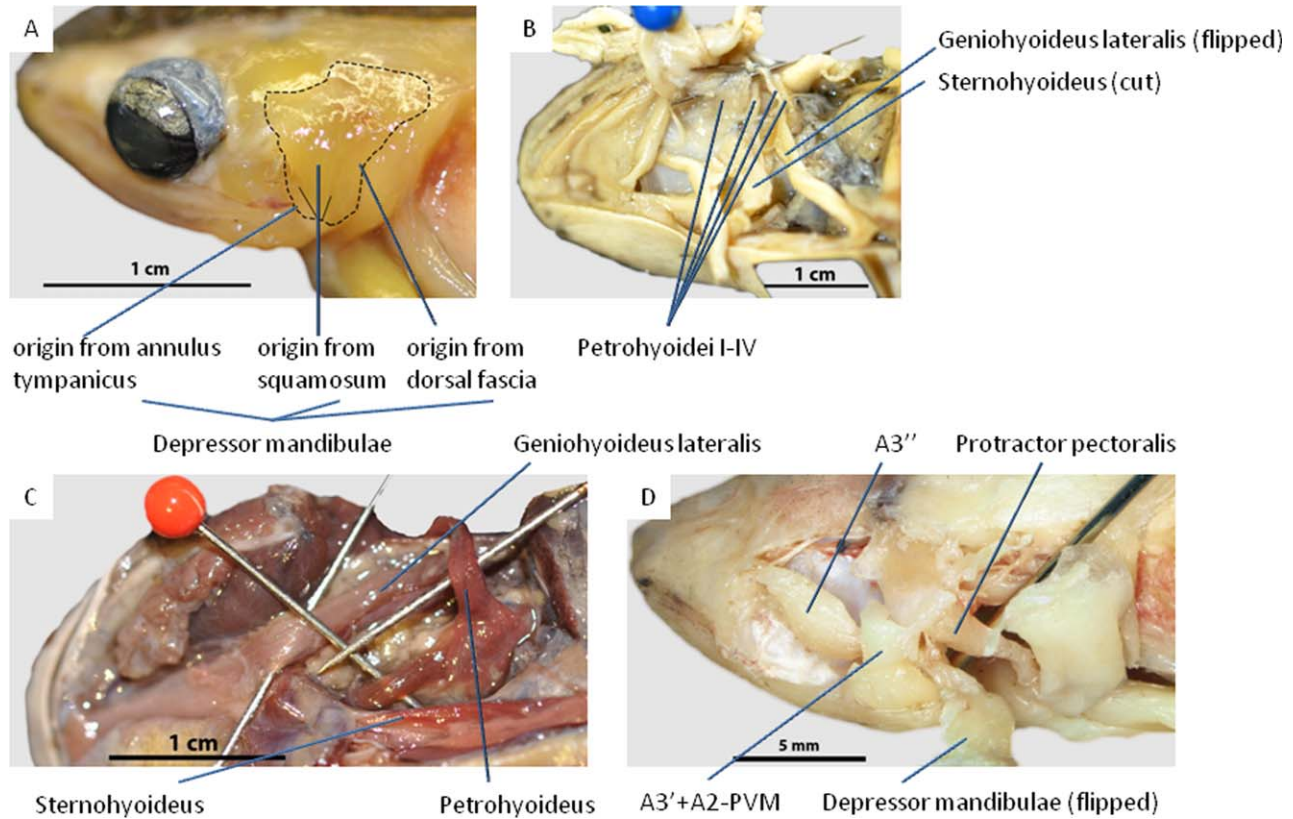 A
B
Geniohyoideus lateralis (flipped)
Sternohyoideus (cut)
1 cm
1 cm
origin from annulus
tympanicus
origin from
squamosum
origin from
dorsal fascia
Petrohyoidei I-IV
Depressor mandibulae
Geniohyoideus lateralis
A3''
Protractor pectoralis
C
D
1 cm
5 mm
Sternohyoideus
Petrohyoideus
A3'+A2-PVM
Depressor mandibulae (flipped)